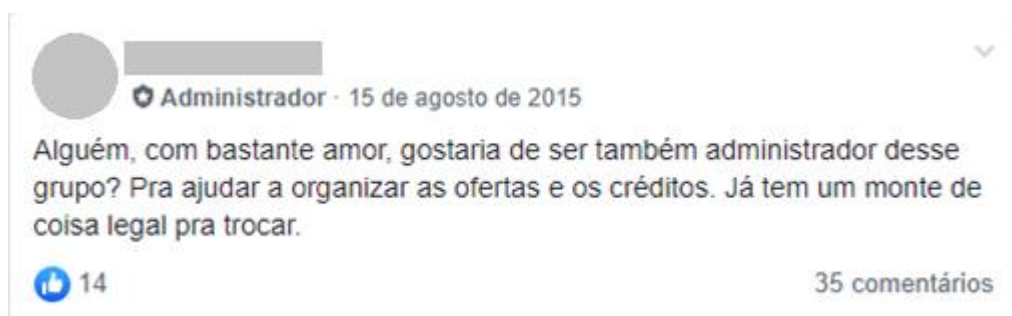 Administrador · 15 de agosto de 2015
Alguém, com bastante amor, gostaria de ser também administrador desse
grupo? Pra ajudar a organizar as ofertas e os créditos. Já tem um monte de
coisa legal pra trocar.
14
35 comentários